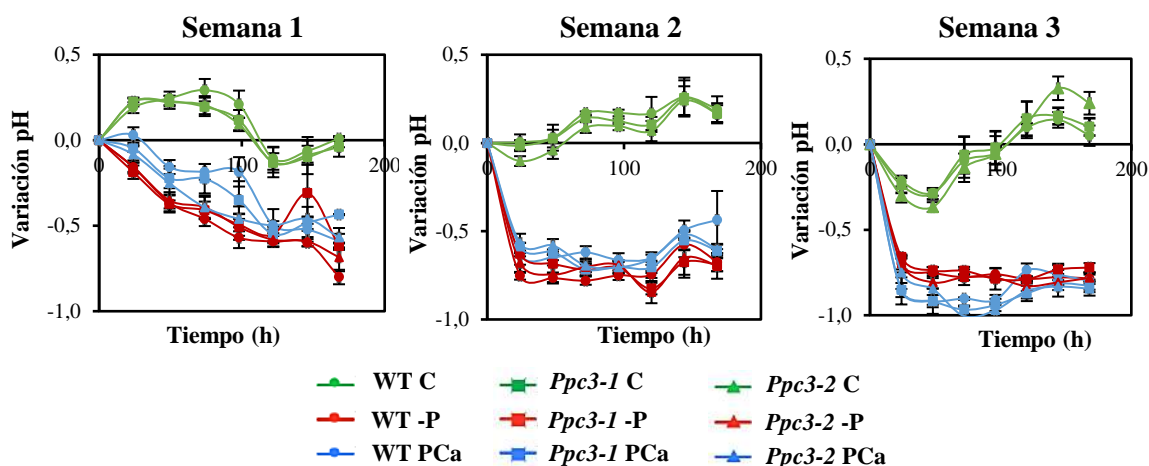 Semana 1
Semana 2
Semana 3
Variación pH
0,5
0,0
-0,5
-1,0
0
100
200
Tiempo (h)
Variación pH
0,5
0,0
-0,5
-1,0
0
100
200
Tiempo (h)
Variación pH
0,5
0,0
-0,5
-1,0
0
100
200
Tiempo (h)
WT C
Ppc3-1 C
Ppc3-2 C
WT -P
Ppc3-1 -P
Ppc3-2 -P
WT PCa
Ppc3-1 PCa
Ppc3-2 PCa